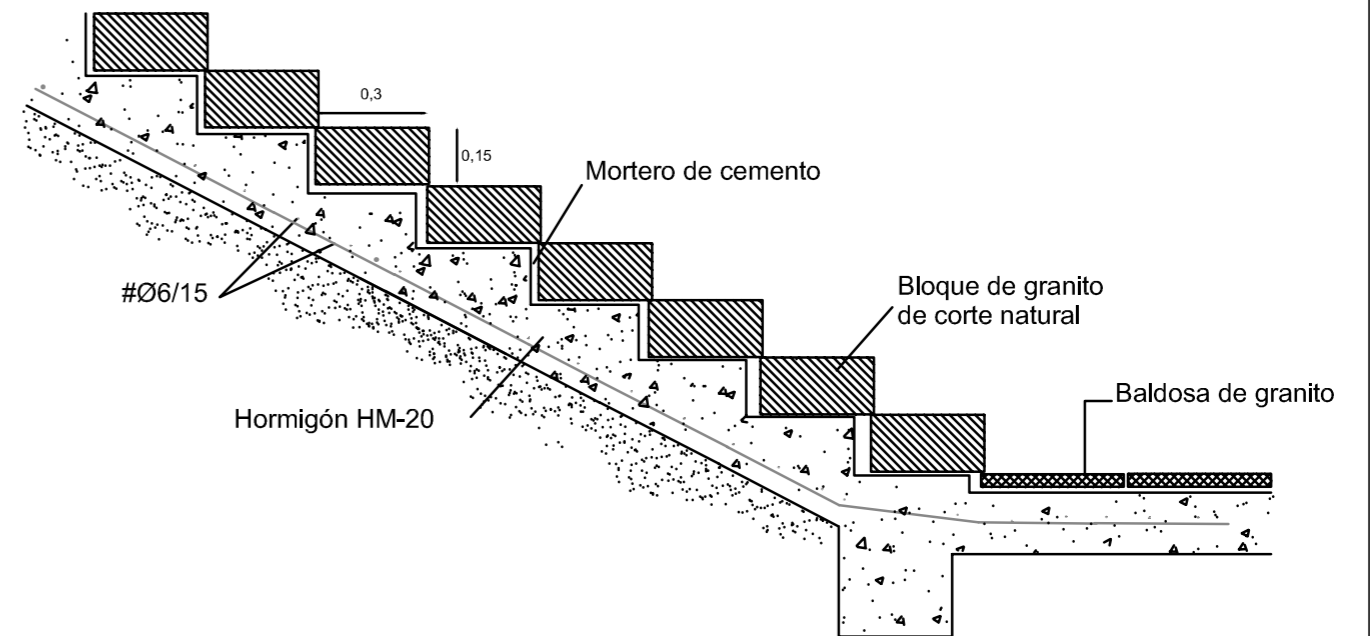 0,3
0,15
Mortero de cemento
#Ø6/15
Bloque de granito
de corte natural
Baldosa de granito
Hormigón HM-20